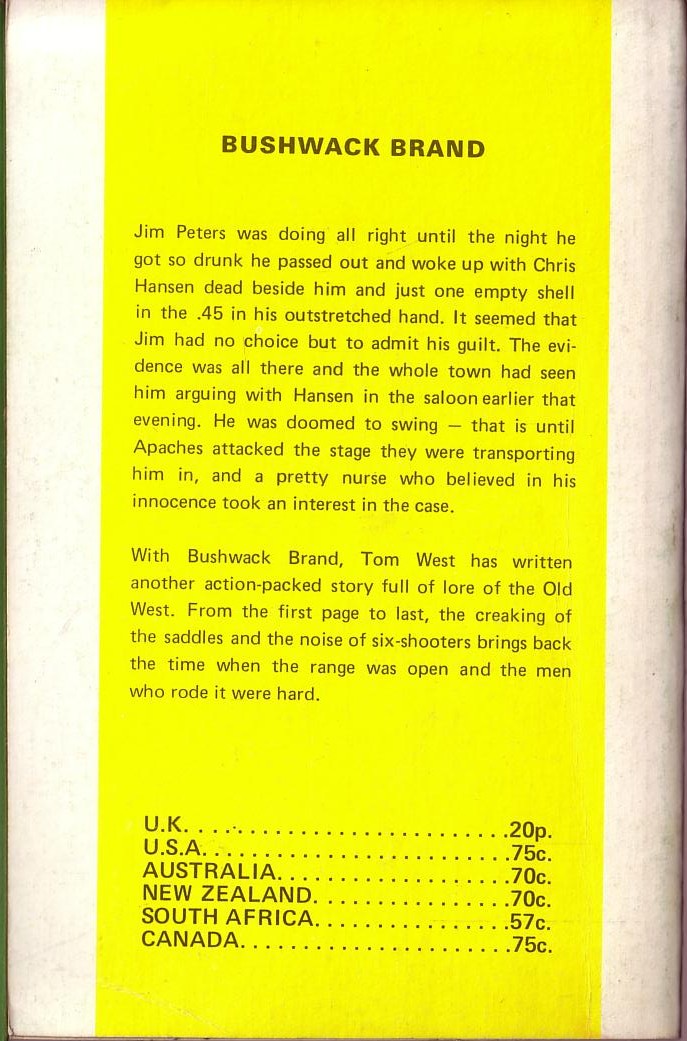 BUSHWACK BRAND
Jim Peters was doing all right until the night he
got so drunk he passed out and woke up with Chris
Hansen dead beside him and just one empty shell
in the .45 in his outstretched hand. It seemed that
Jim had no choice but to admit his guilt. The evi-
dence was all there and the whole town had seen
him arguing with Hansen in the saloon earlier that
evening. He was doomed to swing — that is until
Apaches attacked the stage they were transporting
him in, and a pretty nurse who believed in his
innocence took an interest in the case.
With Bushwack Brand, Tom West has written
another action-packed story full of lore of the Old
West. From the first page to last, the creaking of
the saddles and the noise of six-shooters brings back
the time when the range was open and the men
who rode it were hard.
U.K. . . . . . . . . . . . . . . . . . . . . . . . . .20p.
U.S.A. . . . . . . . . . . . . . . . . . . . . . . .75c.
AUSTRALIA. . . . . . . . . . . . . . . . . .70c.
NEW ZEALAND. . . . . . . . . . . . . . .70c.
SOUTH AFRICA. . . . . . . . . . . . . . .57c.
CANADA. . . . . . . . . . . . . . . . . . . . .75c.